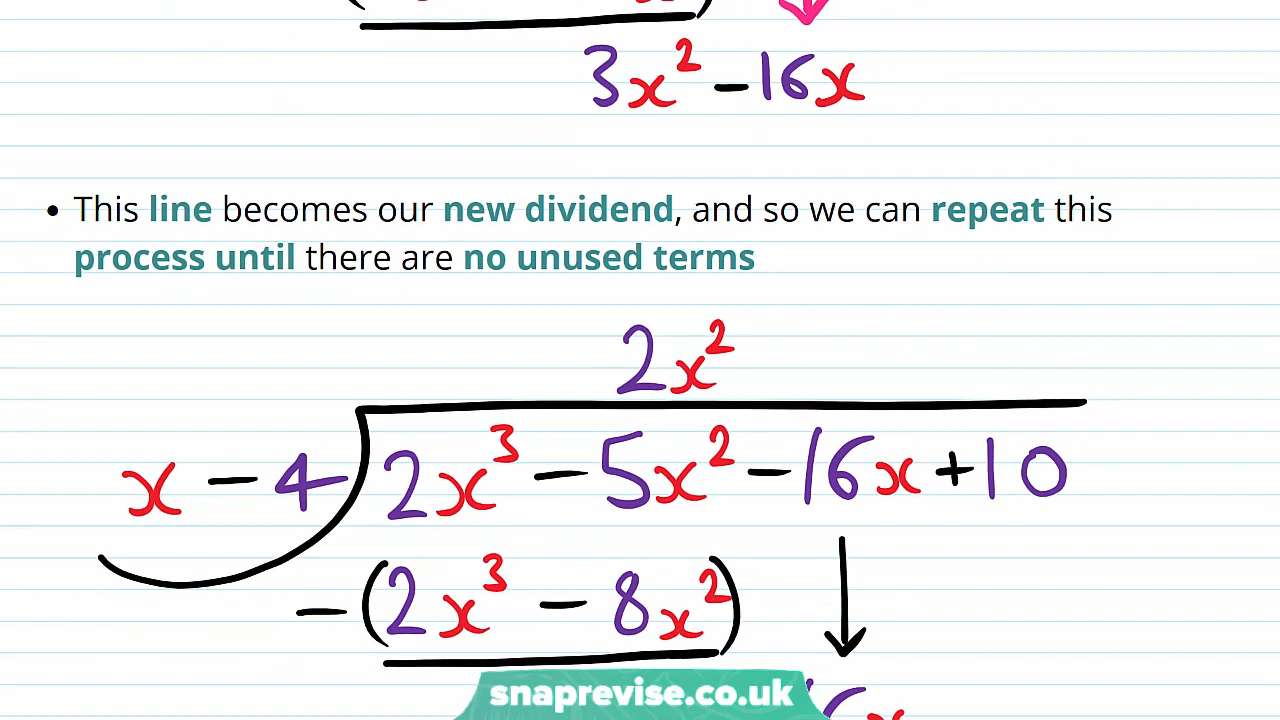 3x² - 16x
• This line becomes our new dividend, and so we can repeat this
process until there are no unused terms
2x²
x - 4 2x³ - 5x² - 16x + 10
- (2x³ - 8x²)
snaprevise.co.uk